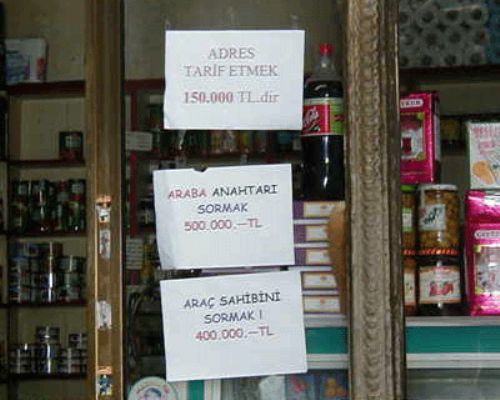 ADRES
TARİF ETMEK
150.000 TL.dir
ARABA ANAHTARI
SORMAK
500.000.—TL
ARAÇ SAHİBİNİ
SORMAK !
400.000.—TL